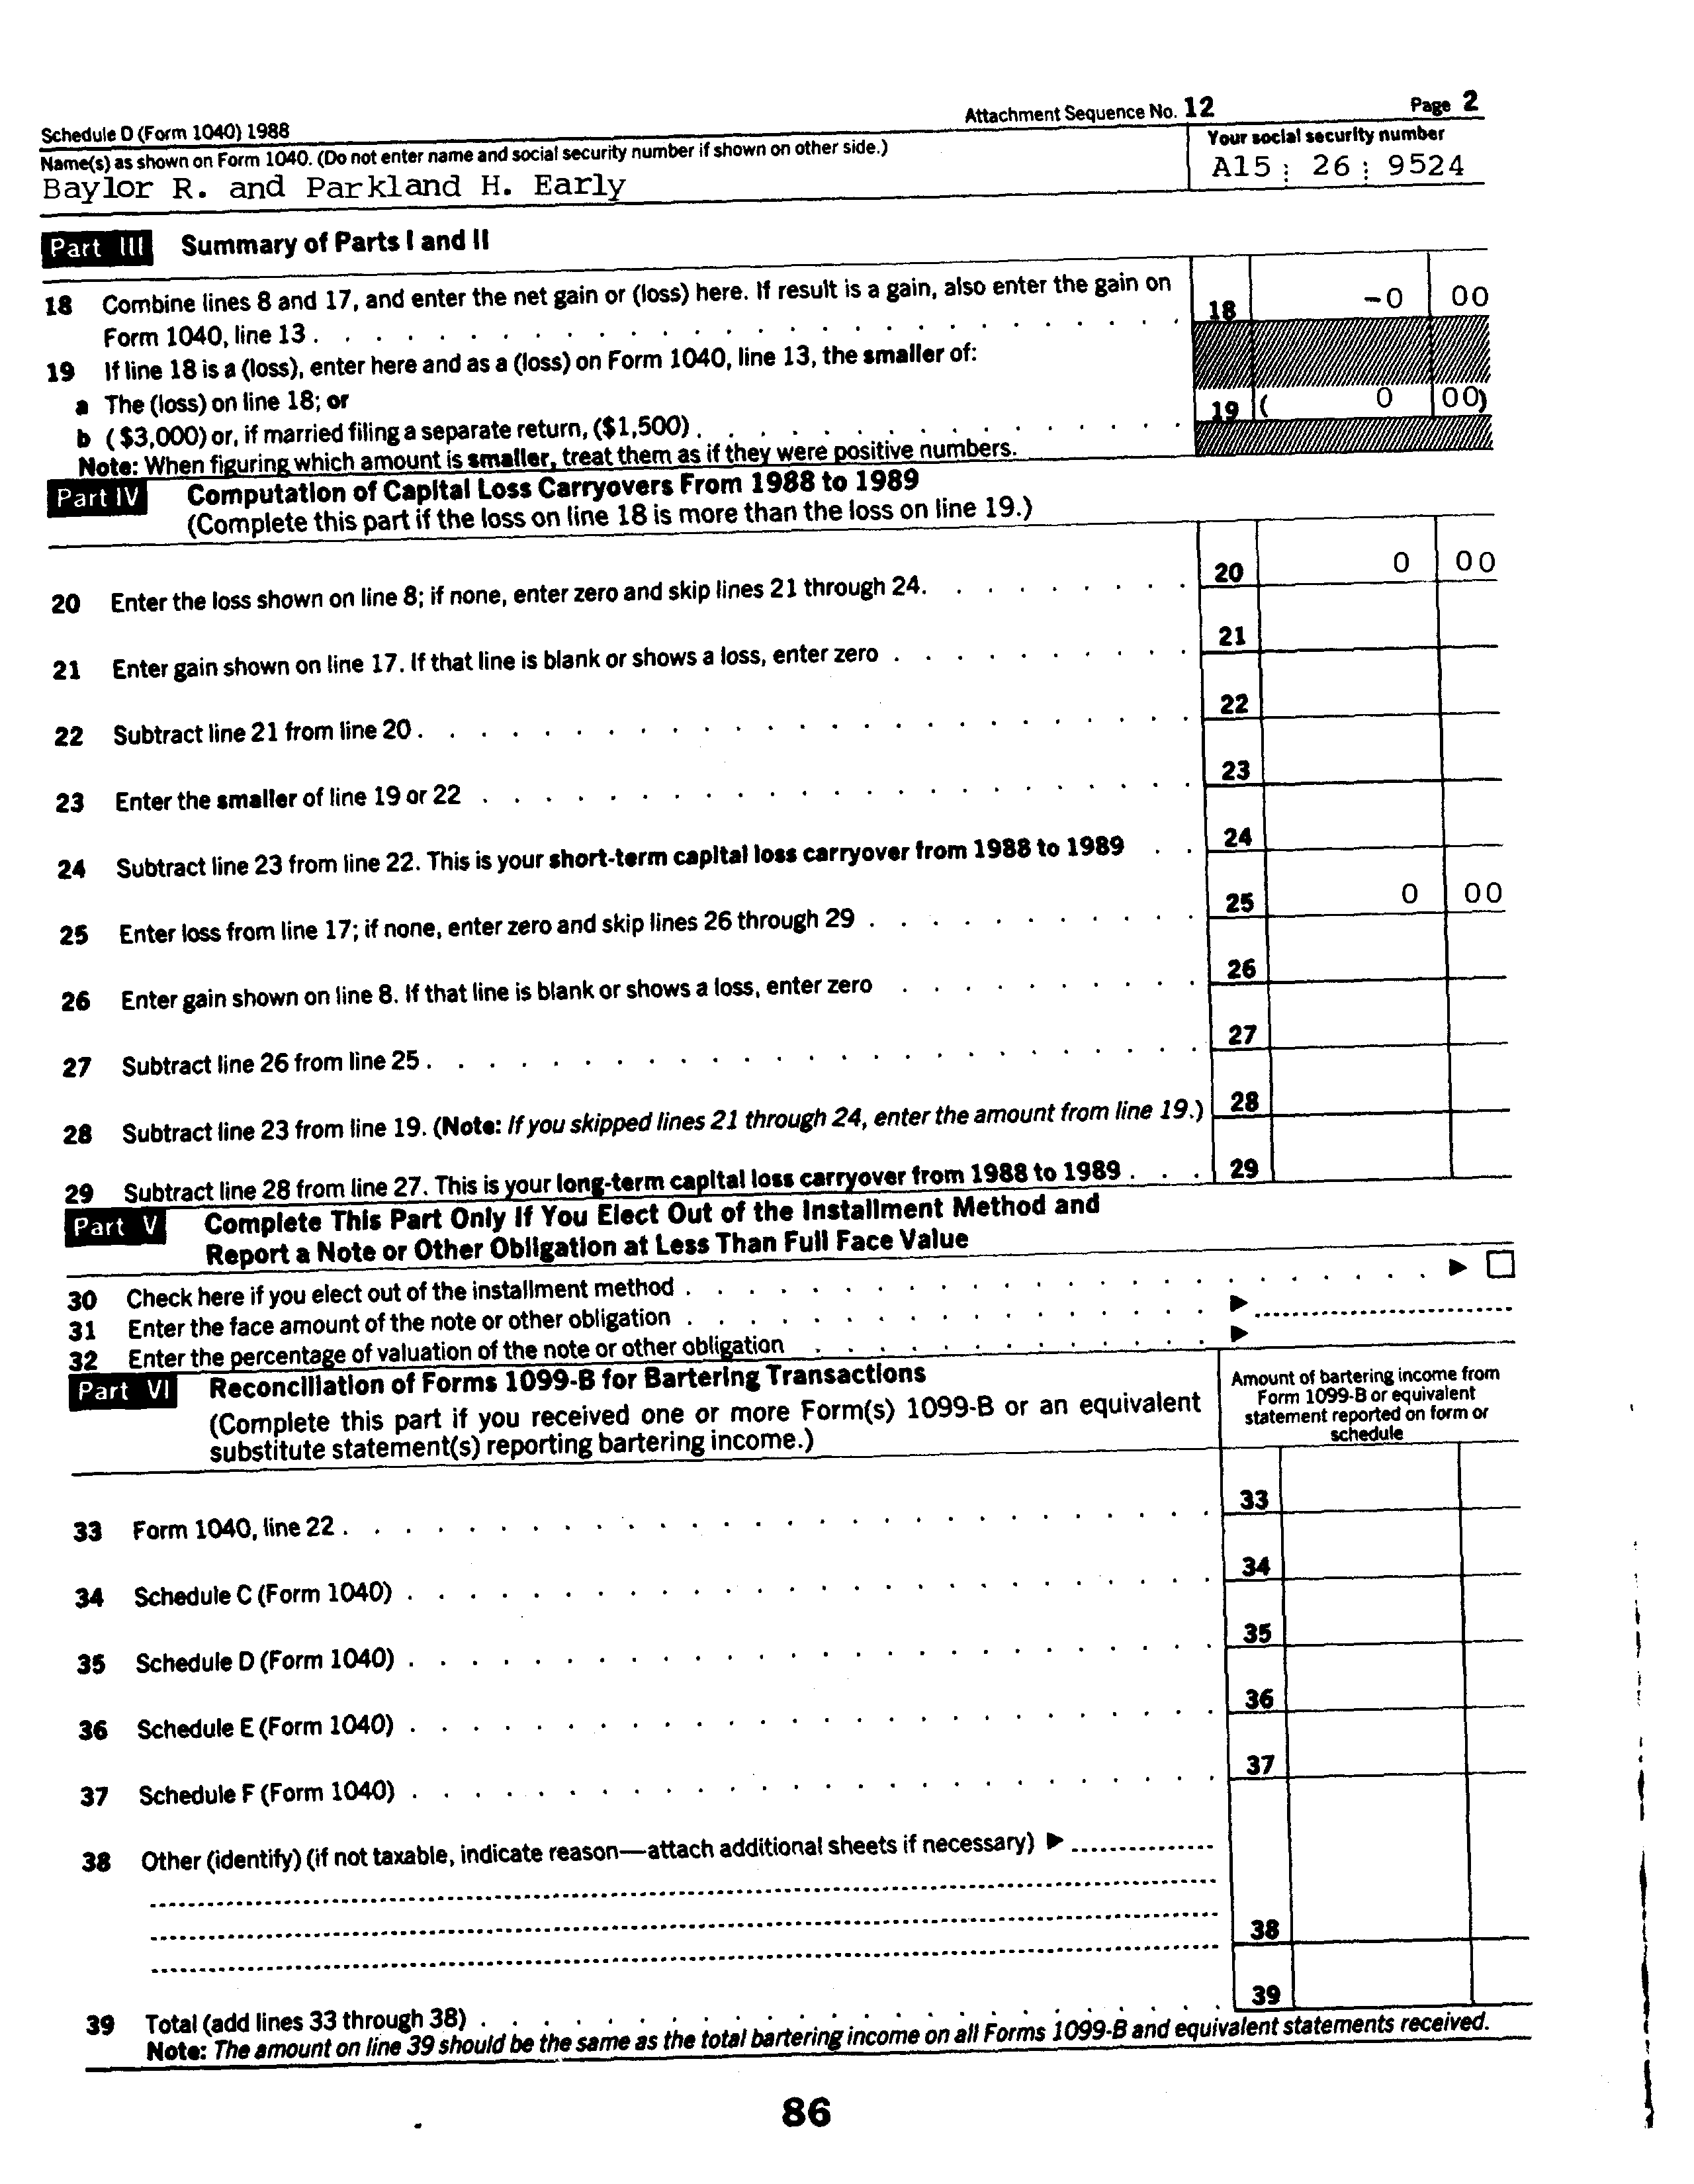 Schedule D (Form 1040) 1988 Attachment Sequence No. 12 Page 2
Name(s) as shown on Form 1040. (Do not enter name and social security number if shown on other side.) Your social security number
Baylor R. and Parkland H. Early A15 26 9524
Part III Summary of Parts I and II
18 Combine lines 8 and 17, and enter the net gain or (loss) here. If result is a gain, also enter the gain on
Form 1040, line 13 . . . 18 -0 00
19 If line 18 is a (loss), enter here and as a (loss) on Form 1040, line 13, the smaller of:
a The (loss) on line 18; or
b ($3,000) or, if married filing a separate return, ($1,500) . . . 19 ( 0 00)
Note: When figuring which amount is smaller, treat them as if they were positive numbers.
Part IV Computation of Capital Loss Carryovers From 1988 to 1989
(Complete this part if the loss on line 18 is more than the loss on line 19.)
20 Enter the loss shown on line 8; if none, enter zero and skip lines 21 through 24. . . . 20 0 00
21 Enter gain shown on line 17. If that line is blank or shows a loss, enter zero . . . 21
22 Subtract line 21 from line 20 . . . 22
23 Enter the smaller of line 19 or 22 . . . 23
24 Subtract line 23 from line 22. This is your short-term capital loss carryover from 1988 to 1989 . . 24
25 Enter loss from line 17; if none, enter zero and skip lines 26 through 29 . . . 25 0 00
26 Enter gain shown on line 8. If that line is blank or shows a loss, enter zero . . . 26
27 Subtract line 26 from line 25 . . . 27
28 Subtract line 23 from line 19. (Note: If you skipped lines 21 through 24, enter the amount from line 19.) 28
29 Subtract line 28 from line 27. This is your long-term capital loss carryover from 1988 to 1989 . . . 29
Part V Complete This Part Only If You Elect Out of the Installment Method and
Report a Note or Other Obligation at Less Than Full Face Value
30 Check here if you elect out of the installment method . . . ▶ ☐
31 Enter the face amount of the note or other obligation . . . ▶
32 Enter the percentage of valuation of the note or other obligation . . . ▶
Part VI Reconciliation of Forms 1099-B for Bartering Transactions
(Complete this part if you received one or more Form(s) 1099-B or an equivalent
substitute statement(s) reporting bartering income.)
Amount of bartering income from
Form 1099-B or equivalent
statement reported on form or
schedule
33 Form 1040, line 22 . . . 33
34 Schedule C (Form 1040) . . . 34
35 Schedule D (Form 1040) . . . 35
36 Schedule E (Form 1040) . . . 36
37 Schedule F (Form 1040) . . . 37
38 Other (identify) (if not taxable, indicate reason—attach additional sheets if necessary) ▶
38
39 Total (add lines 33 through 38) . . . 39
Note: The amount on line 39 should be the same as the total bartering income on all Forms 1099-B and equivalent statements received.
86